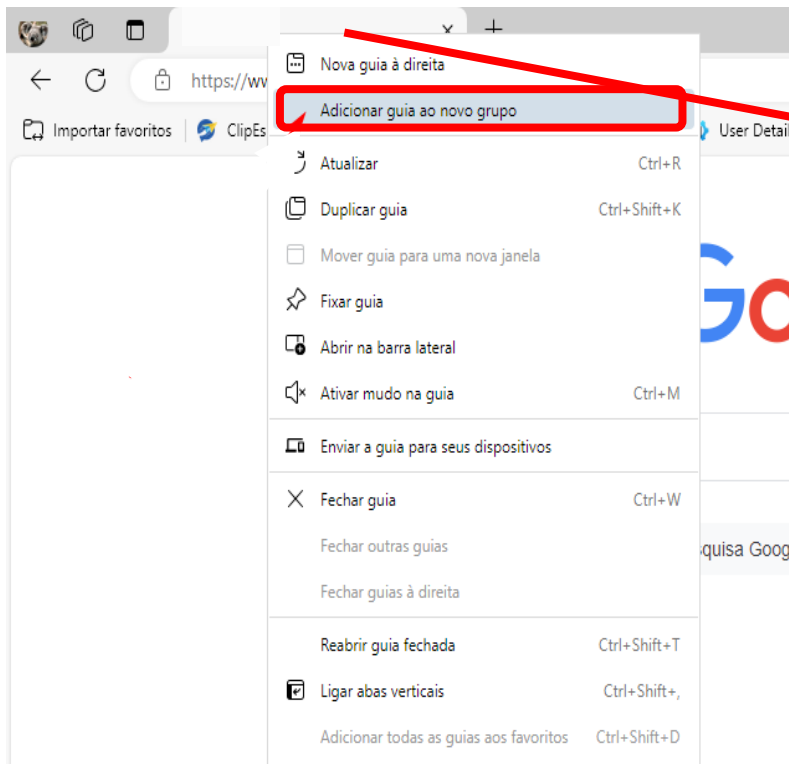 https://ww
Importar favoritos
ClipEs
User Detail
Nova guia à direita
Adicionar guia ao novo grupo
Atualizar Ctrl+R
Duplicar guia Ctrl+Shift+K
Mover guia para uma nova janela
Fixar guia
Abrir na barra lateral
Ativar mudo na guia Ctrl+M
Enviar a guia para seus dispositivos
Fechar guia Ctrl+W
Fechar outras guias
Fechar guias à direita
Reabrir guia fechada Ctrl+Shift+T
Ligar abas verticais Ctrl+Shift+,
Adicionar todas as guias aos favoritos Ctrl+Shift+D
Go
quisa Goog